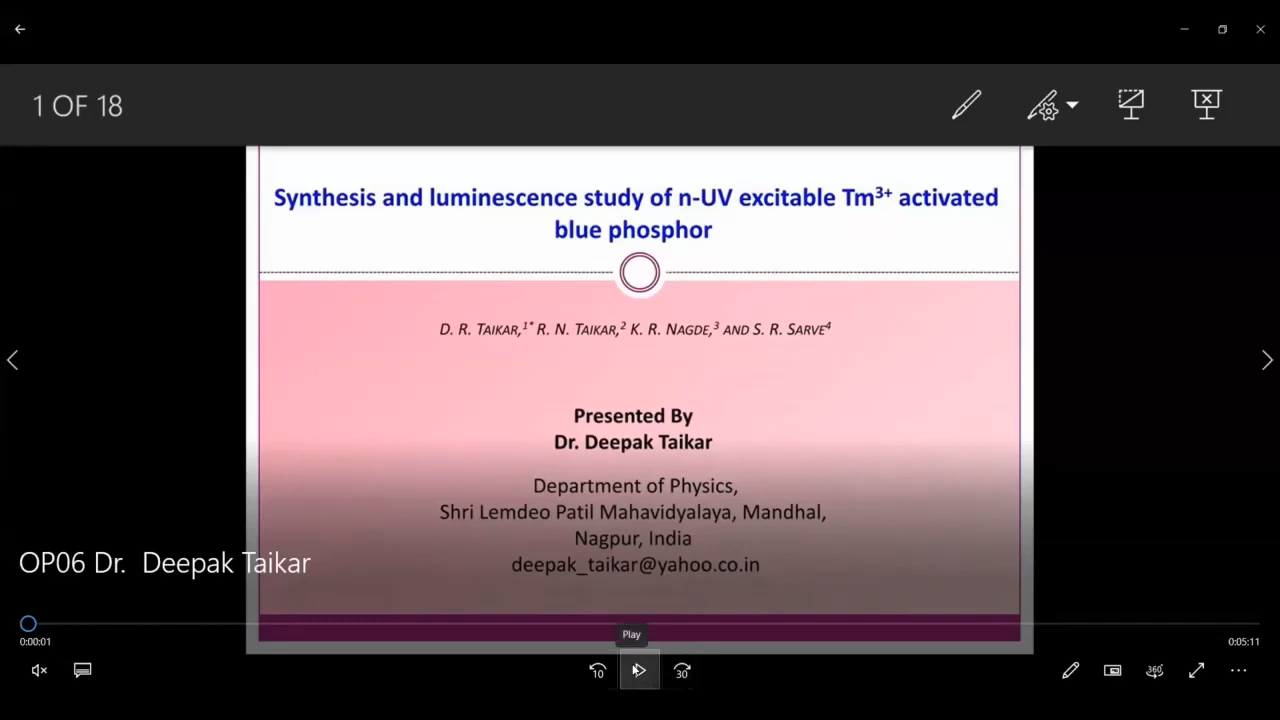 1 OF 18
Synthesis and luminescence study of n-UV excitable Tm³⁺ activated
blue phosphor
D. R. TAIKAR,¹* R. N. TAIKAR,² K. R. NAGDE,³ AND S. R. SARVE⁴
Presented By
Dr. Deepak Taikar
Department of Physics,
Shri Lemdeo Patil Mahavidyalaya, Mandhal,
Nagpur, India
deepak_taikar@yahoo.co.in
OP06 Dr.  Deepak Taikar
Play
0:00:01
0:05:11
10
30
360